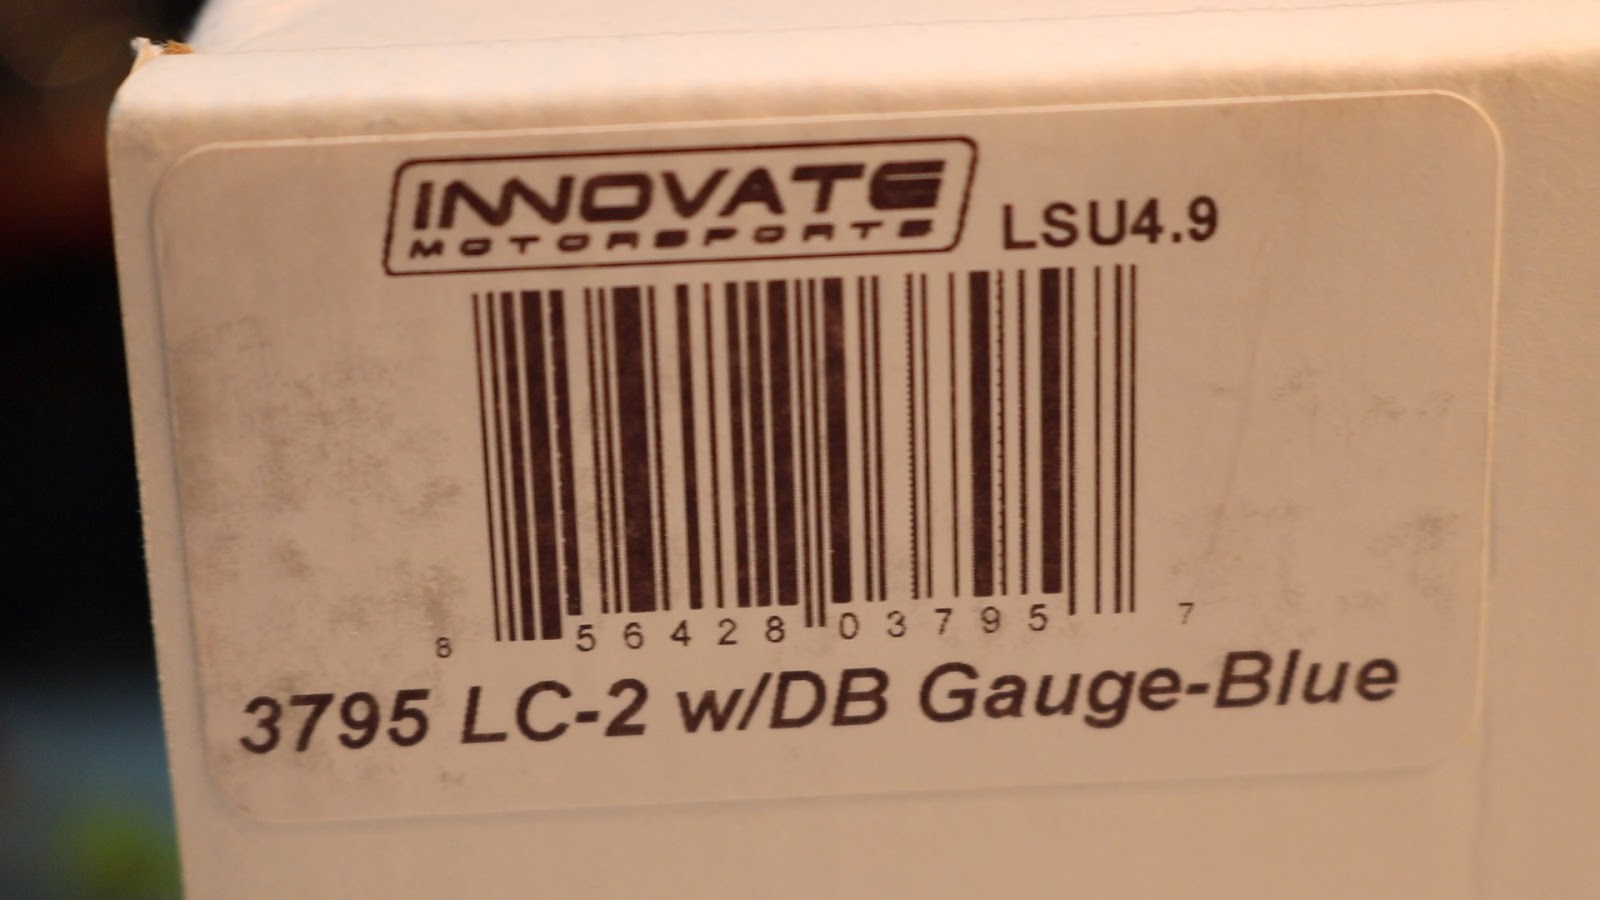 INNOVATE
MOTORSPORTS
LSU4.9
8 56428 03795 7
3795 LC-2 w/DB Gauge-Blue